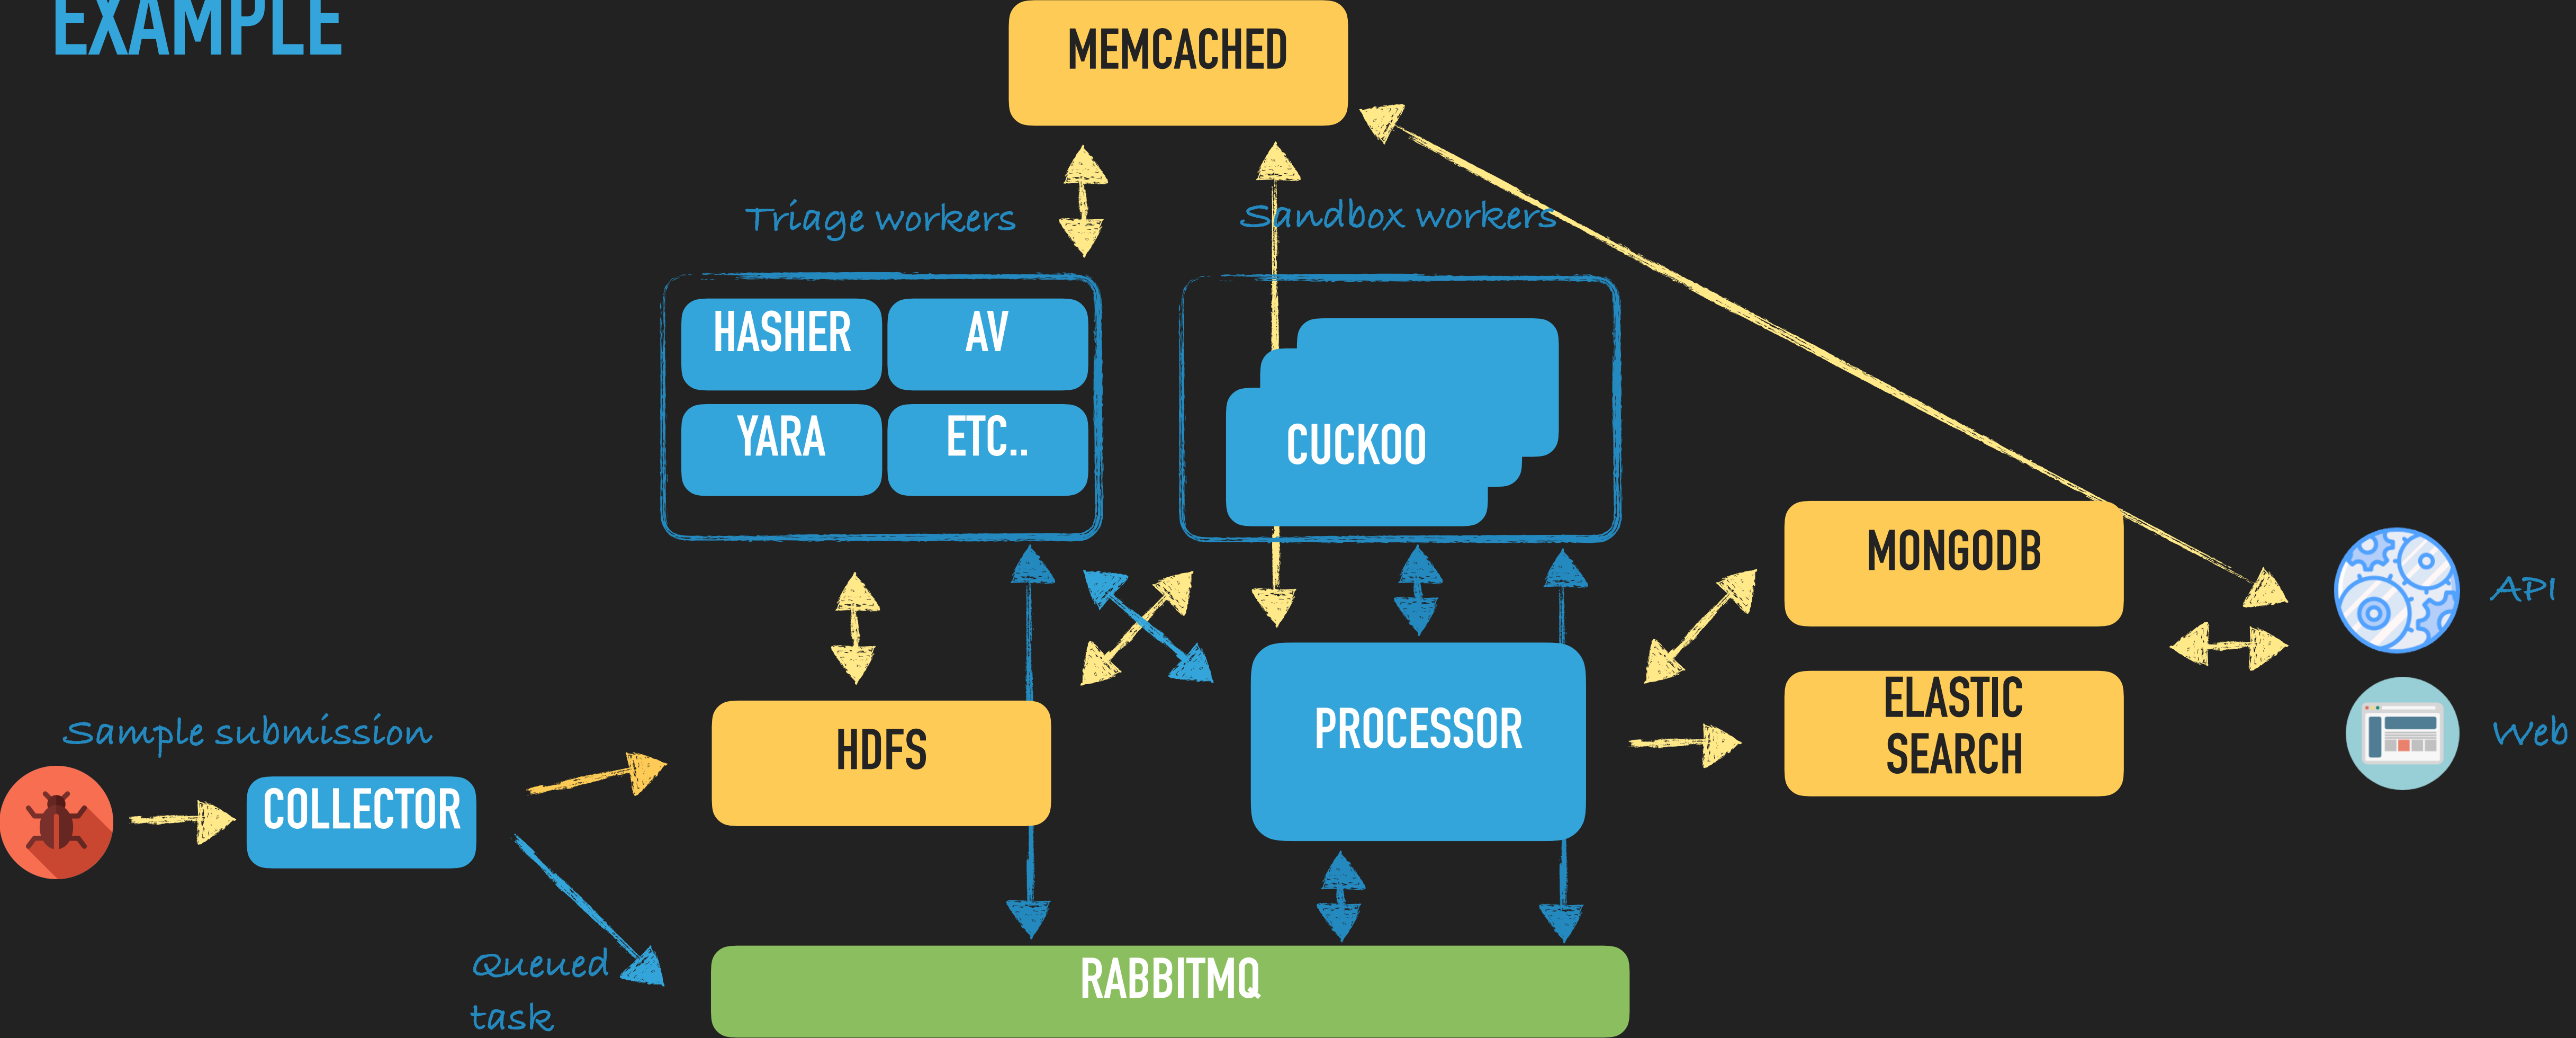 EXAMPLE
MEMCACHED
Triage workers
Sandbox workers
HASHER
AV
YARA
ETC..
CUCKOO
MONGODB
API
ELASTIC
SEARCH
Web
PROCESSOR
HDFS
Sample submission
COLLECTOR
Queued
task
RABBITMQ